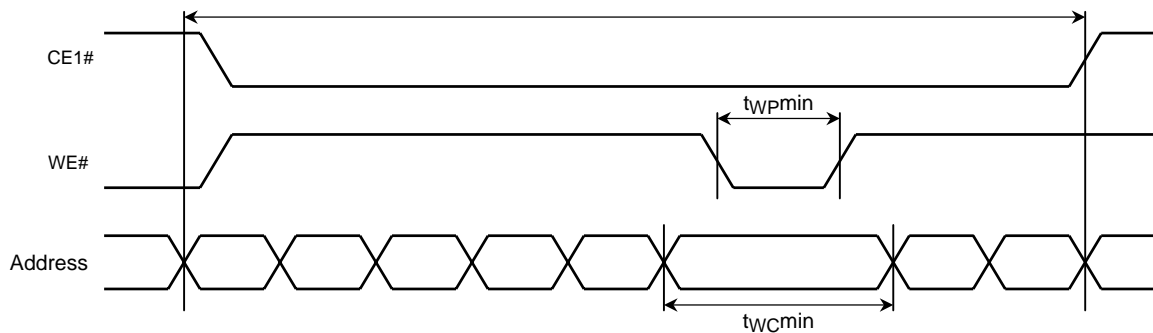 CE1#
tWPmin
WE#
Address
tWCmin